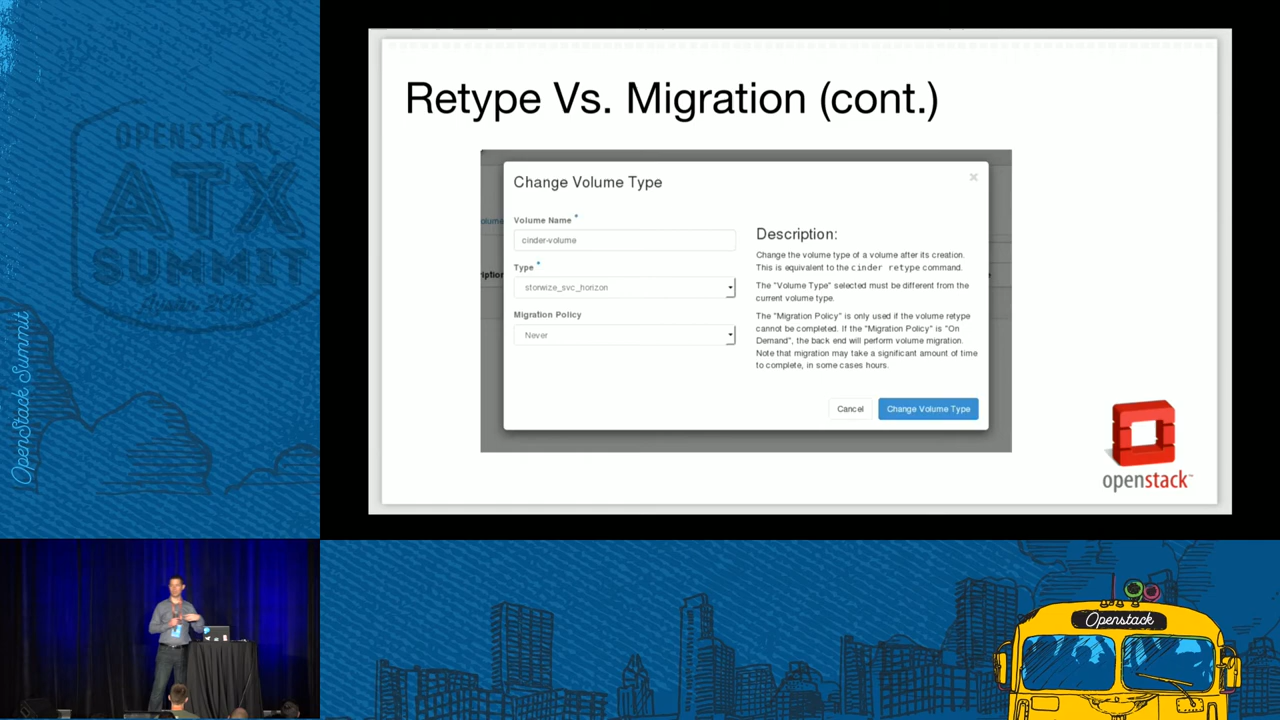 OPENSTACK
ATX
OpenStack Summit
Retype Vs. Migration (cont.)
Change Volume Type
×
Volume Name *
cinder-volume
Type *
storwize_svc_horizon
Migration Policy
Never
Description:
Change the volume type of a volume after its creation.
This is equivalent to the cinder retype command.
The "Volume Type" selected must be different from the
current volume type.
The "Migration Policy" is only used if the volume retype
cannot be completed. If the "Migration Policy" is "On
Demand", the back end will perform volume migration.
Note that migration may take a significant amount of time
to complete, in some cases hours.
Cancel
Change Volume Type
openstack™
Openstack